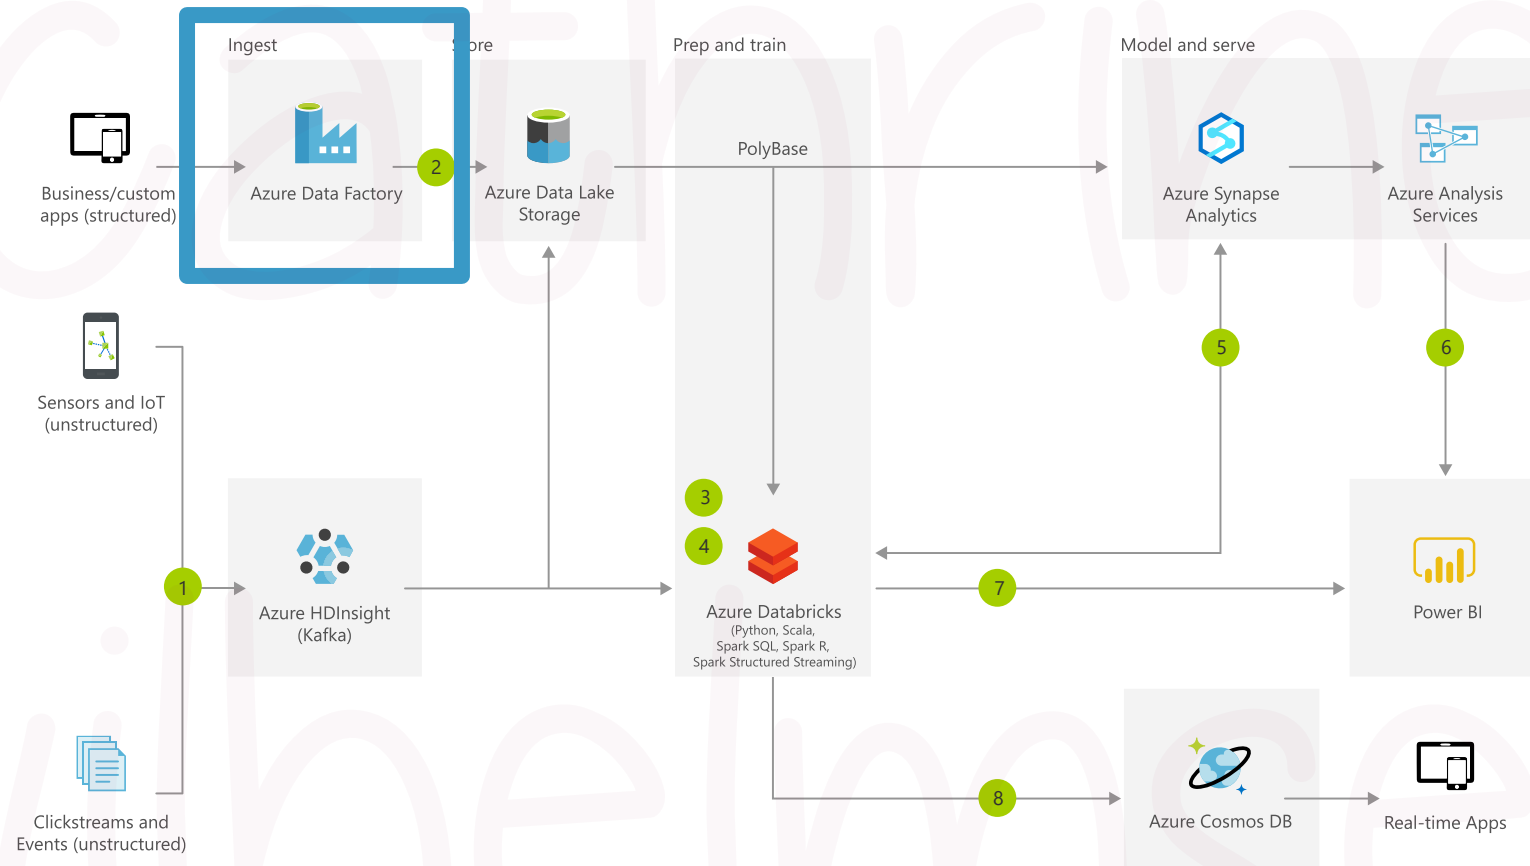 Ingest
Store
Prep and train
Model and serve
Business/custom
apps (structured)
Azure Data Factory
2
Azure Data Lake
Storage
PolyBase
Azure Synapse
Analytics
Azure Analysis
Services
Sensors and IoT
(unstructured)
5
6
3
4
1
Azure HDInsight
(Kafka)
Azure Databricks
(Python, Scala,
Spark SQL, Spark R,
Spark Structured Streaming)
7
Power BI
Clickstreams and
Events (unstructured)
8
Azure Cosmos DB
Real-time Apps
cathrine
wilhelmse